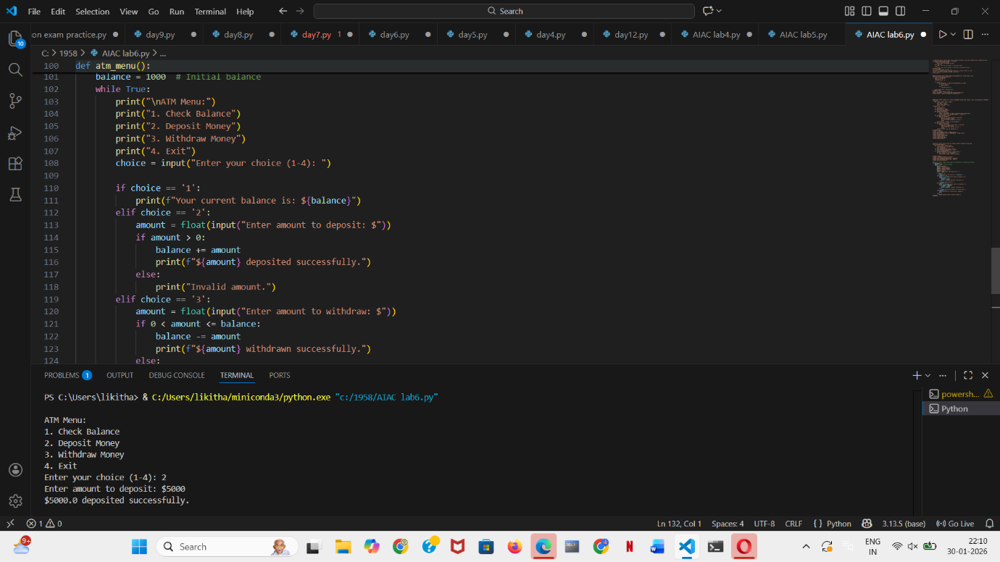 File Edit Selection View Go Run Terminal Help
Search
on exam practice.py
day9.py
day8.py
day7.py 1
day6.py
day5.py
day4.py
day12.py
AIAC lab4.py
AIAC lab5.py
AIAC lab6.py
10
C: > 1958 > AIAC lab6.py > ...
100 def atm_menu():
101 balance = 1000 # Initial balance
102 while True:
103 print("\nATM Menu:")
104 print("1. Check Balance")
105 print("2. Deposit Money")
106 print("3. Withdraw Money")
107 print("4. Exit")
108 choice = input("Enter your choice (1-4): ")
109
110 if choice == '1':
111 print(f"Your current balance is: ${balance}")
112 elif choice == '2':
113 amount = float(input("Enter amount to deposit: $"))
114 if amount > 0:
115 balance += amount
116 print(f"${amount} deposited successfully.")
117 else:
118 print("Invalid amount.")
119 elif choice == '3':
120 amount = float(input("Enter amount to withdraw: $"))
121 if 0 < amount <= balance:
122 balance -= amount
123 print(f"${amount} withdrawn successfully.")
124 else:
PROBLEMS 1 OUTPUT DEBUG CONSOLE TERMINAL PORTS
PS C:\Users\likitha> & C:/Users/likitha/miniconda3/python.exe "c:/1958/AIAC lab6.py"
powersh...
Python
ATM Menu:
1. Check Balance
2. Deposit Money
3. Withdraw Money
4. Exit
Enter your choice (1-4): 2
Enter amount to deposit: $5000
$5000.0 deposited successfully.
1 0
Ln 132, Col 1 Spaces: 4 UTF-8 CRLF { } Python 3.13.5 (base) Go Live
9+
Search
ENG
IN
22:10
30-01-2026